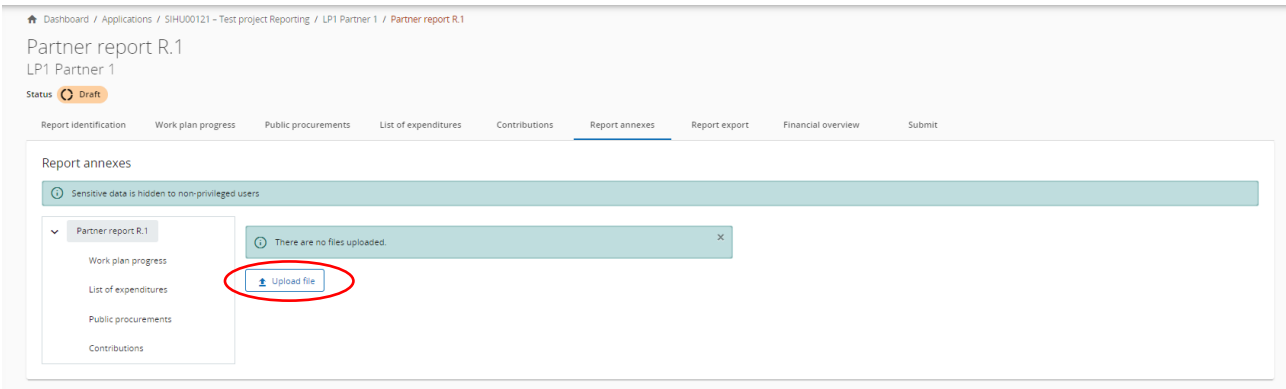 Dashboard / Applications / SIHU00121 – Test project Reporting / LP1 Partner 1 / Partner report R.1
Partner report R.1
LP1 Partner 1
Status Draft
Report identification Work plan progress Public procurements List of expenditures Contributions Report annexes Report export Financial overview Submit
Report annexes
Sensitive data is hidden to non-privileged users
Partner report R.1
There are no files uploaded.
Work plan progress
Upload file
List of expenditures
Public procurements
Contributions